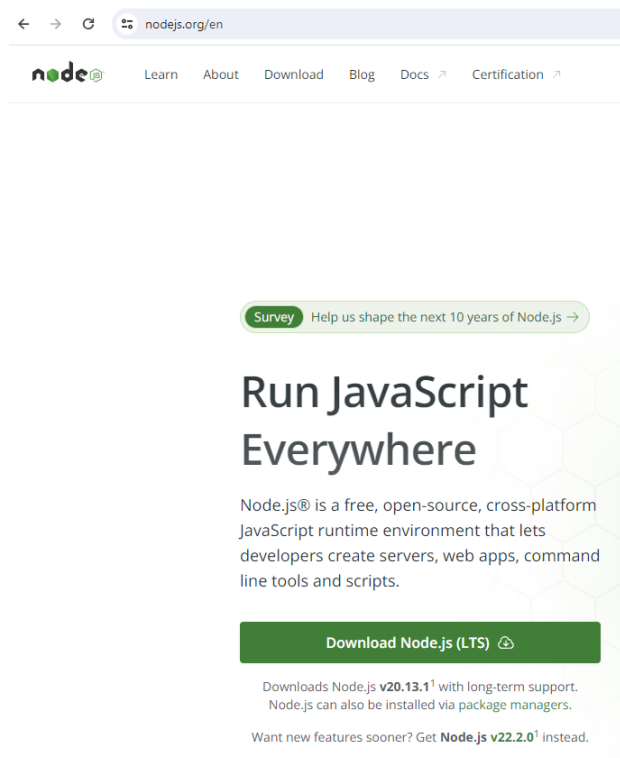 nodejs.org/en
node JS
Learn About Download Blog Docs ↗ Certification ↗
Survey Help us shape the next 10 years of Node.js →
Run JavaScript
Everywhere
Node.js® is a free, open-source, cross-platform
JavaScript runtime environment that lets
developers create servers, web apps, command
line tools and scripts.
Download Node.js (LTS)
Downloads Node.js v20.13.1¹ with long-term support.
Node.js can also be installed via package managers.
Want new features sooner? Get Node.js v22.2.0¹ instead.